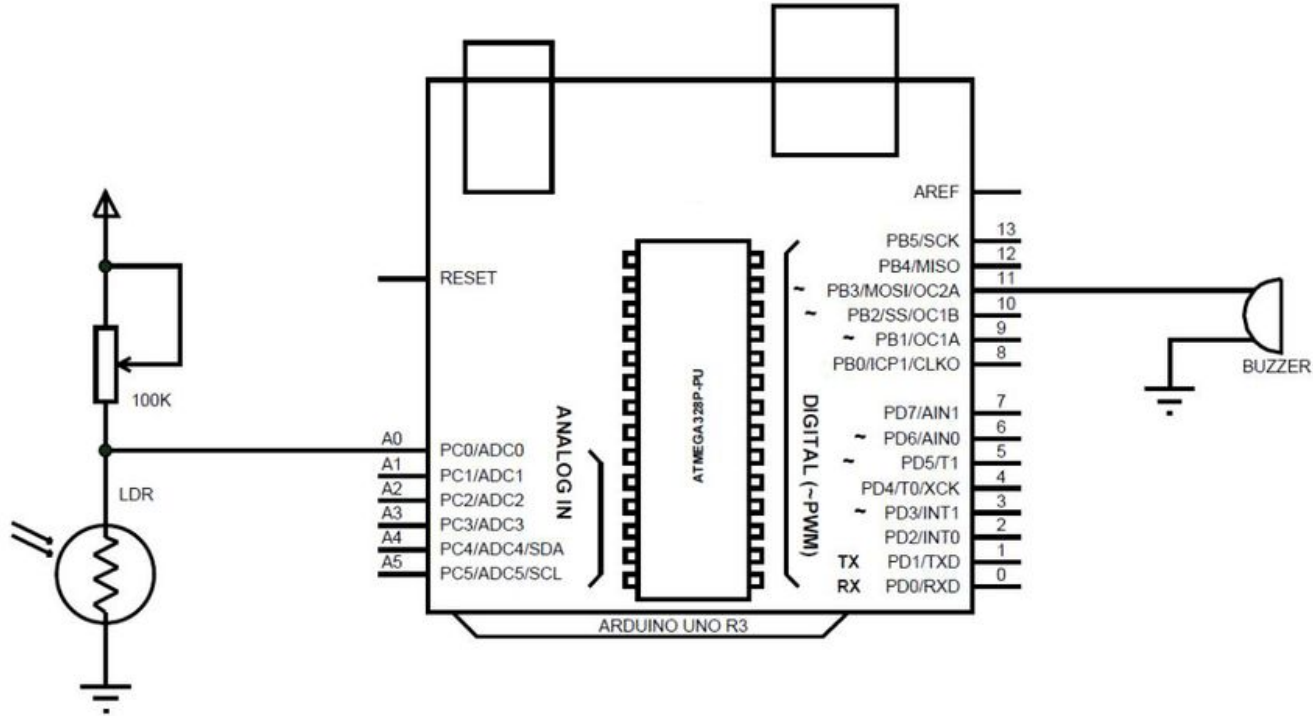 AREF
RESET
PB5/SCK 13
PB4/MISO 12
~ PB3/MOSI/OC2A 11
~ PB2/SS/OC1B 10
~ PB1/OC1A 9
PB0/ICP1/CLKO 8
BUZZER
100K
ATMEGA328P-PU
DIGITAL (~PWM)
ANALOG IN
PD7/AIN1 7
~ PD6/AIN0 6
~ PD5/T1 5
PD4/T0/XCK 4
~ PD3/INT1 3
PD2/INT0 2
TX PD1/TXD 1
RX PD0/RXD 0
A0 PC0/ADC0
A1 PC1/ADC1
A2 PC2/ADC2
A3 PC3/ADC3
A4 PC4/ADC4/SDA
A5 PC5/ADC5/SCL
LDR
ARDUINO UNO R3